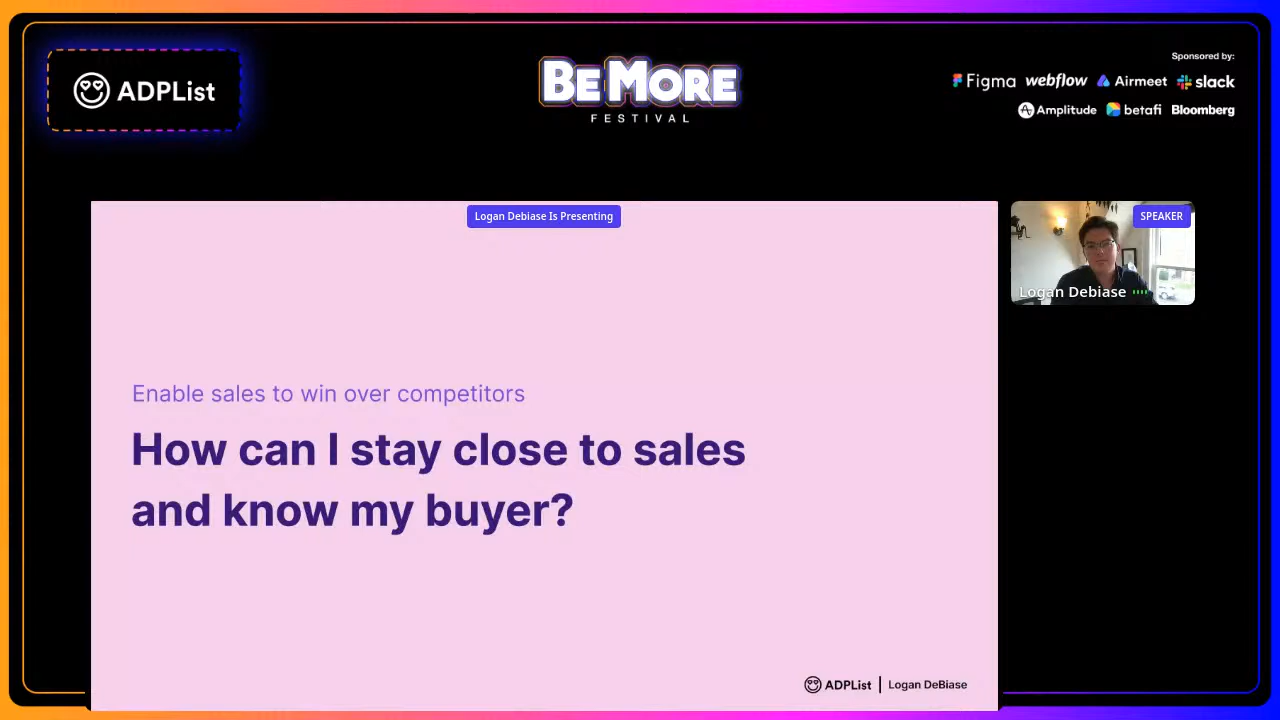 ADPList
BE MORE
FESTIVAL
Sponsored by:
Figma webflow Airmeet slack
Amplitude betafi Bloomberg
Logan Debiase Is Presenting
SPEAKER
Logan Debiase
Enable sales to win over competitors
How can I stay close to sales
and know my buyer?
ADPList | Logan DeBiase